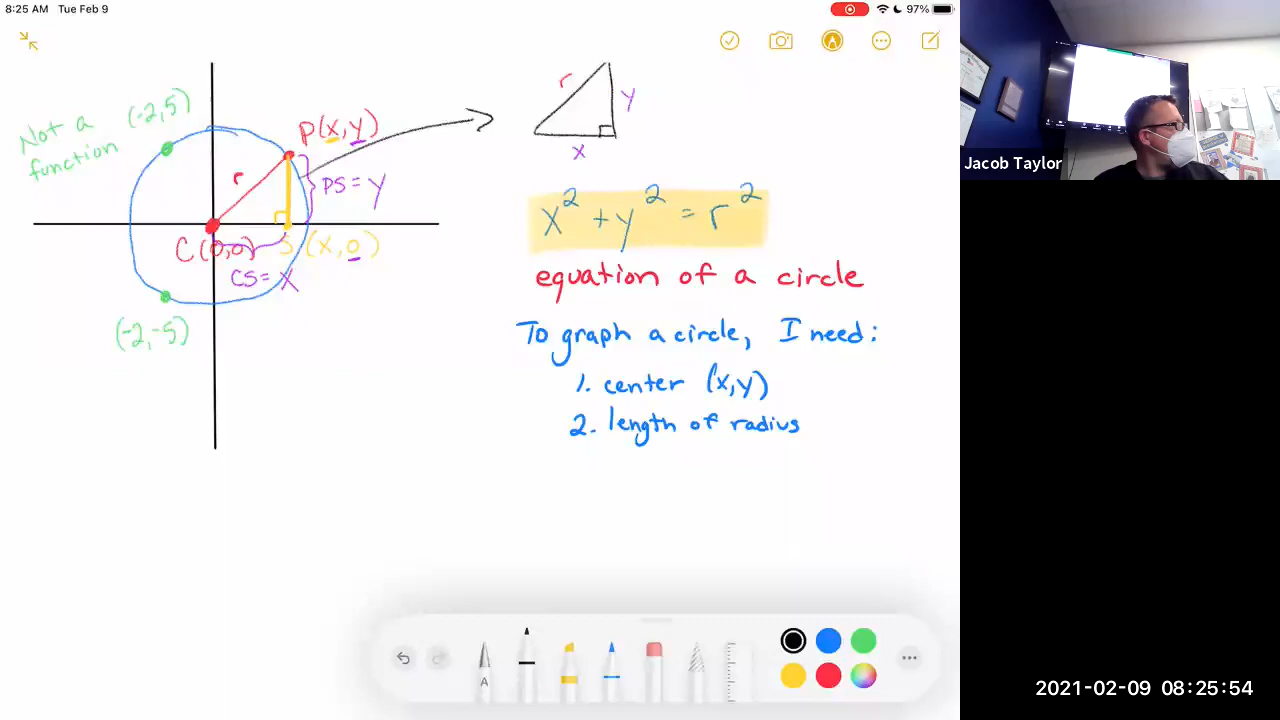 8:25 AM Tue Feb 9
97%
Not a
function
(-2,5)
P(x,y)
r
PS = y
C(0,0)
S (x,0)
CS = x
(-2,-5)
r
y
x
x² + y² = r²
equation of a circle
To graph a circle, I need:
1. center (x,y)
2. length of radius
A
Jacob Taylor
2021-02-09 08:25:54